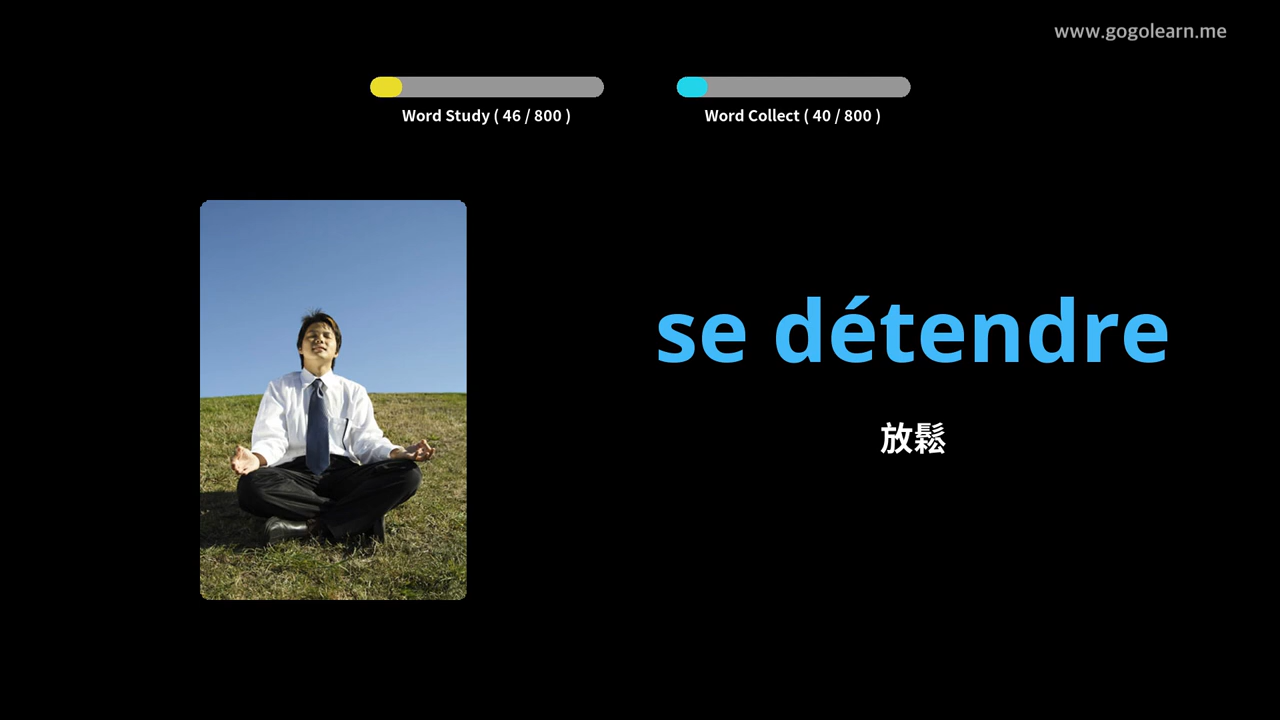 www.gogolearn.me
Word Study ( 46 / 800 )
Word Collect ( 40 / 800 )
se détendre
放鬆